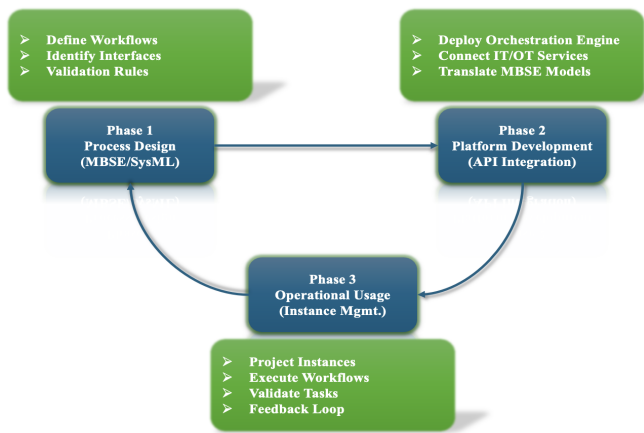 Define Workflows
Identify Interfaces
Validation Rules
Deploy Orchestration Engine
Connect IT/OT Services
Translate MBSE Models
Phase 1
Process Design
(MBSE/SysML)
Phase 2
Platform Development
(API Integration)
Phase 3
Operational Usage
(Instance Mgmt.)
Project Instances
Execute Workflows
Validate Tasks
Feedback Loop